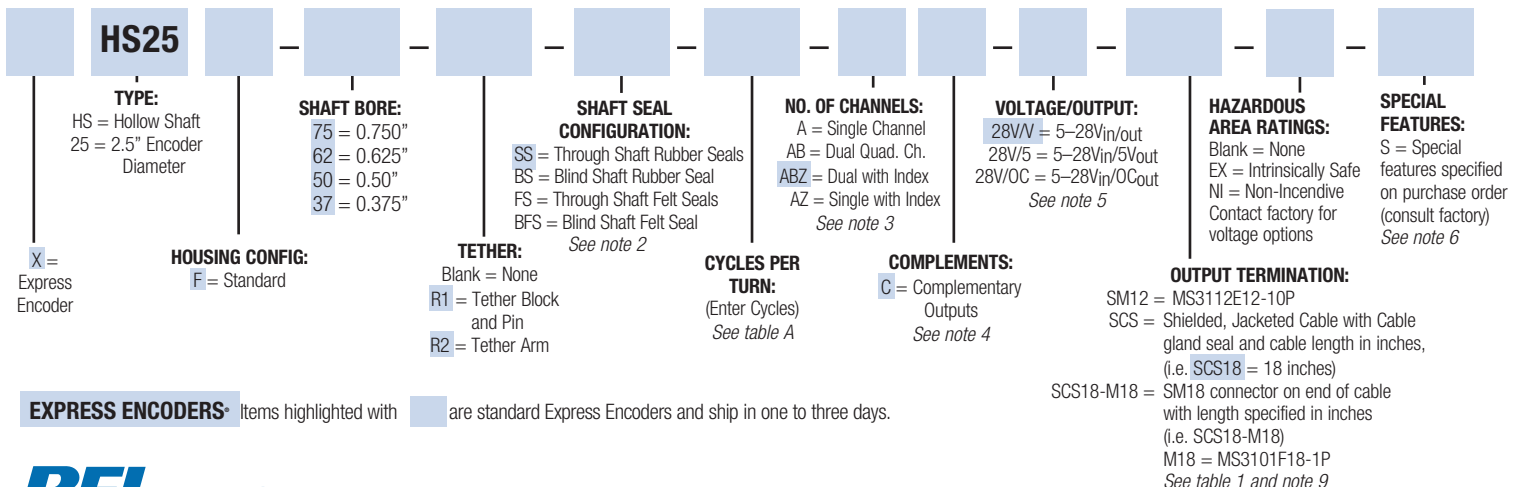 HS25
TYPE:
HS = Hollow Shaft
25 = 2.5” Encoder
Diameter
SHAFT BORE:
75 = 0.750”
62 = 0.625”
50 = 0.50”
37 = 0.375”
SHAFT SEAL
CONFIGURATION:
SS = Through Shaft Rubber Seals
BS = Blind Shaft Rubber Seal
FS = Through Shaft Felt Seals
BFS = Blind Shaft Felt Seal
See note 2
NO. OF CHANNELS:
A = Single Channel
AB = Dual Quad. Ch.
ABZ = Dual with Index
AZ = Single with Index
See note 3
VOLTAGE/OUTPUT:
28V/V = 5–28Vin/out
28V/5 = 5–28Vin/5Vout
28V/OC = 5–28Vin/OCout
See note 5
HAZARDOUS
AREA RATINGS:
Blank = None
EX = Intrinsically Safe
NI = Non-Incendive
Contact factory for
voltage options
SPECIAL
FEATURES:
S = Special
features specified
on purchase order
(consult factory)
See note 6
X =
Express
Encoder
HOUSING CONFIG:
F = Standard
TETHER:
Blank = None
R1 = Tether Block
and Pin
R2 = Tether Arm
CYCLES PER
TURN:
(Enter Cycles)
See table A
COMPLEMENTS:
C = Complementary
Outputs
See note 4
OUTPUT TERMINATION:
SM12 = MS3112E12-10P
SCS = Shielded, Jacketed Cable with Cable
gland seal and cable length in inches,
(i.e. SCS18 = 18 inches)
SCS18-M18 = SM18 connector on end of cable
with length specified in inches
(i.e. SCS18-M18)
M18 = MS3101F18-1P
See table 1 and note 9
EXPRESS ENCODERS® Items highlighted with are standard Express Encoders and ship in one to three days.